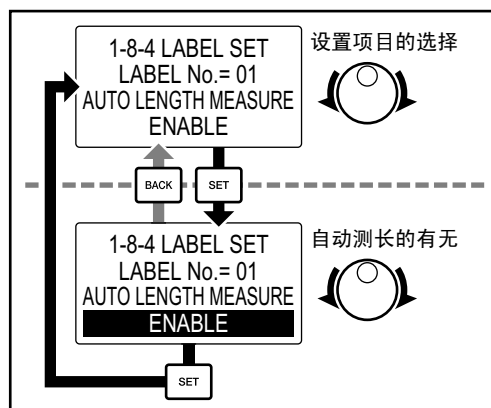 1-8-4 LABEL SET
LABEL No.= 01
AUTO LENGTH MEASURE
ENABLE
设置项目的选择
BACK
SET
1-8-4 LABEL SET
LABEL No.= 01
AUTO LENGTH MEASURE
ENABLE
自动测长的有无
SET